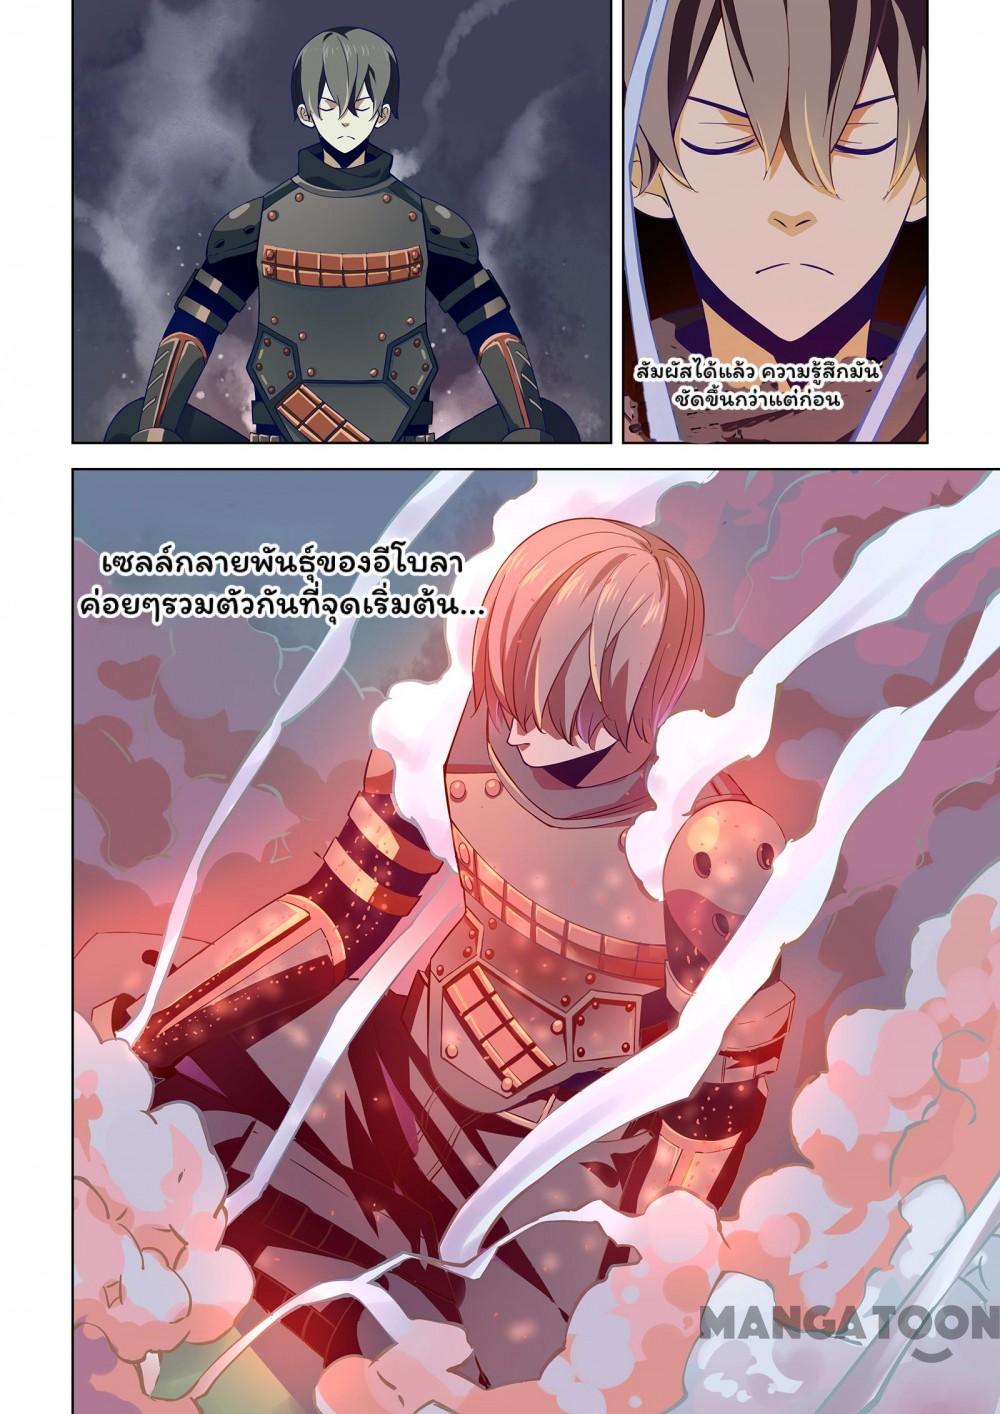 สัมผัสได้แล้ว ความรู้สึกมัน
ชัดขึ้นกว่าแต่ก่อน
เซลล์กลายพันธุ์ของอีโบลา
ค่อยๆรวมตัวกันที่จุดเริ่มต้น...
MANGATOON